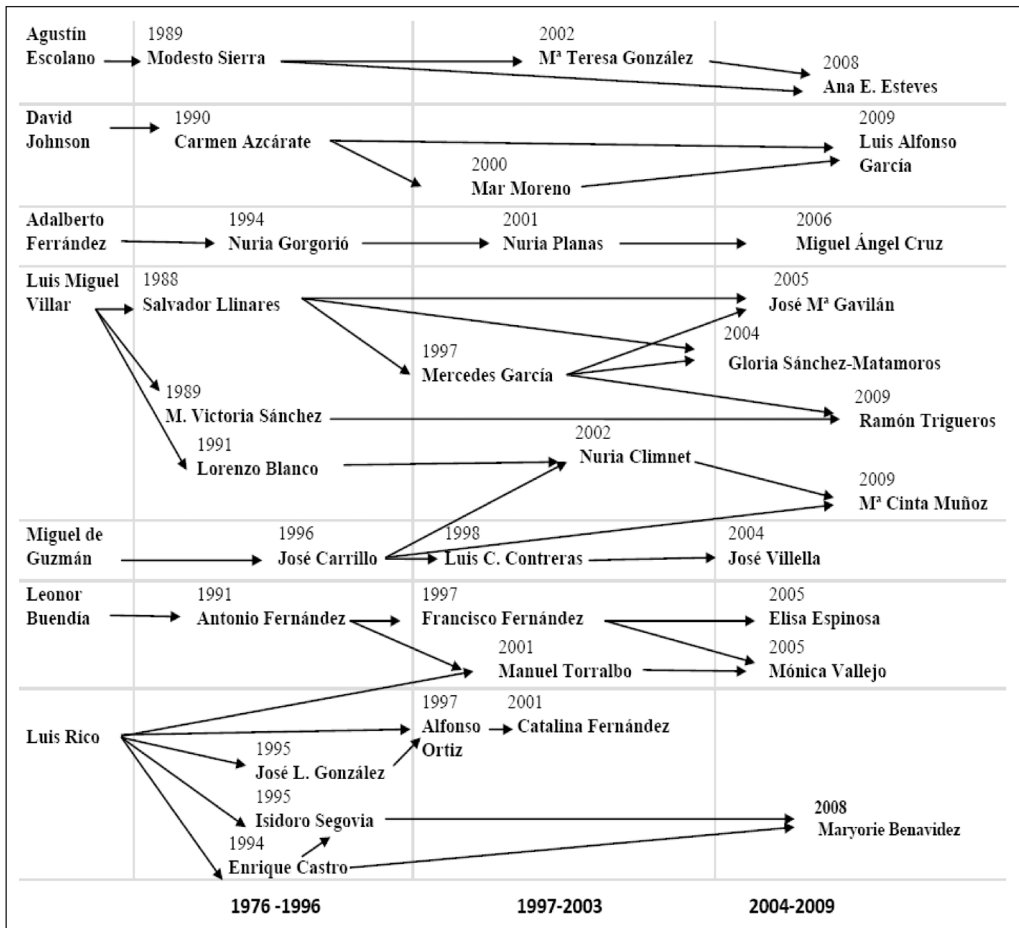 Agustín
Escolano
1989
Modesto Sierra
2002
Mª Teresa González
2008
Ana E. Esteves
David
Johnson
1990
Carmen Azcárate
2000
Mar Moreno
2009
Luis Alfonso
García
Adalberto
Ferrández
1994
Nuria Gorgorió
2001
Nuria Planas
2006
Miguel Ángel Cruz
Luis Miguel
Villar
1988
Salvador Llinares
2005
José Mª Gavilán
2004
Gloria Sánchez-Matamoros
1997
Mercedes García
1989
M. Victoria Sánchez
2009
Ramón Trigueros
1991
Lorenzo Blanco
2002
Nuria Climnet
2009
Mª Cinta Muñoz
Miguel de
Guzmán
1996
José Carrillo
1998
Luis C. Contreras
2004
José Villella
Leonor
Buendía
1991
Antonio Fernández
1997
Francisco Fernández
2005
Elisa Espinosa
2001
Manuel Torralbo
2005
Mónica Vallejo
Luis Rico
1997
Alfonso
Ortiz
2001
Catalina Fernández
1995
José L. González
1995
Isidoro Segovia
2008
Maryorie Benavidez
1994
Enrique Castro
1976 -1996
1997-2003
2004-2009